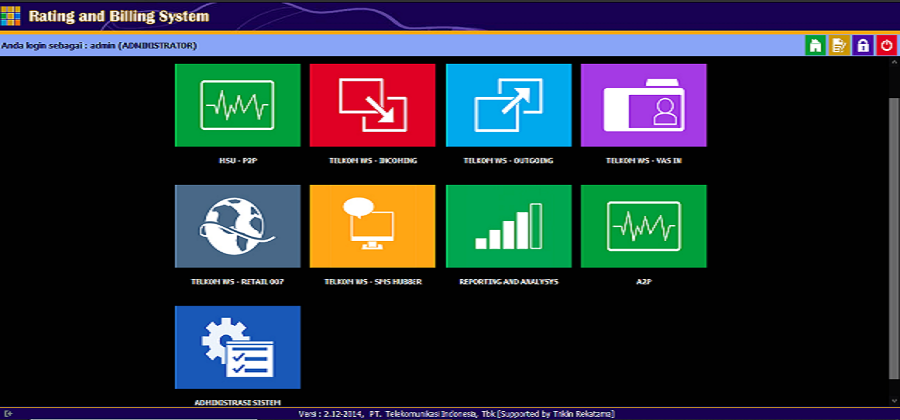 Rating and Billing System
Anda login sebagai : admin (ADMINISTRATOR)
HSU - P2P
TELKOM WS - INCOMING
TELKOM WS - OUTGOING
TELKOM WS - VAS IN
TELKOM WS - RETAIL 007
TELKOM WS - SMS HUBBER
REPORTING AND ANALYSYS
A2P
ADMINISTRASI SISTEM
Versi : 2.12-2014, PT. Telekomunikasi Indonesia, Tbk [Supported by Trikin Rekatama]